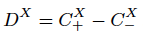 $D^X = C_+^X - C_-^X$